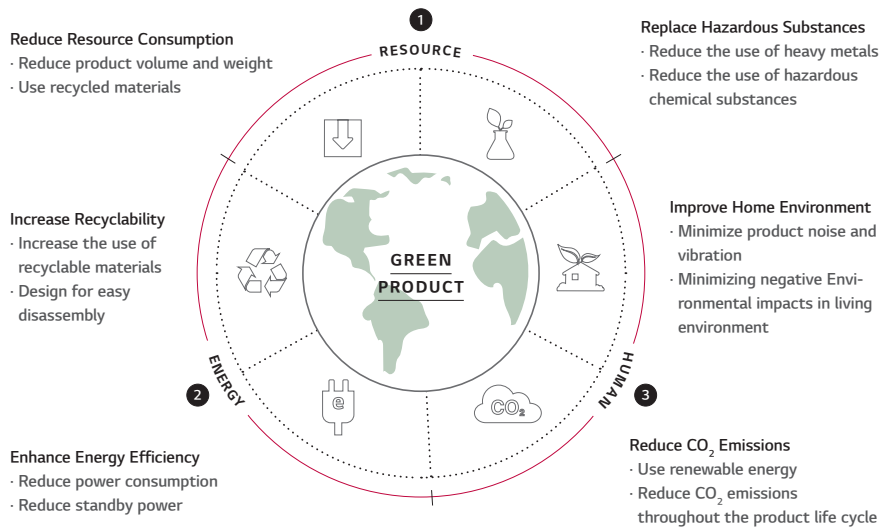 1
RESOURCE
Reduce Resource Consumption
· Reduce product volume and weight
· Use recycled materials
Replace Hazardous Substances
· Reduce the use of heavy metals
· Reduce the use of hazardous
chemical substances
Increase Recyclability
· Increase the use of
recyclable materials
· Design for easy
disassembly
GREEN
PRODUCT
Improve Home Environment
· Minimize product noise and
vibration
· Minimizing negative Envi-
ronmental impacts in living
environment
2
ENERGY
e
CO₂
HUMAN
3
Enhance Energy Efficiency
· Reduce power consumption
· Reduce standby power
Reduce CO₂ Emissions
· Use renewable energy
· Reduce CO₂ emissions
throughout the product life cycle